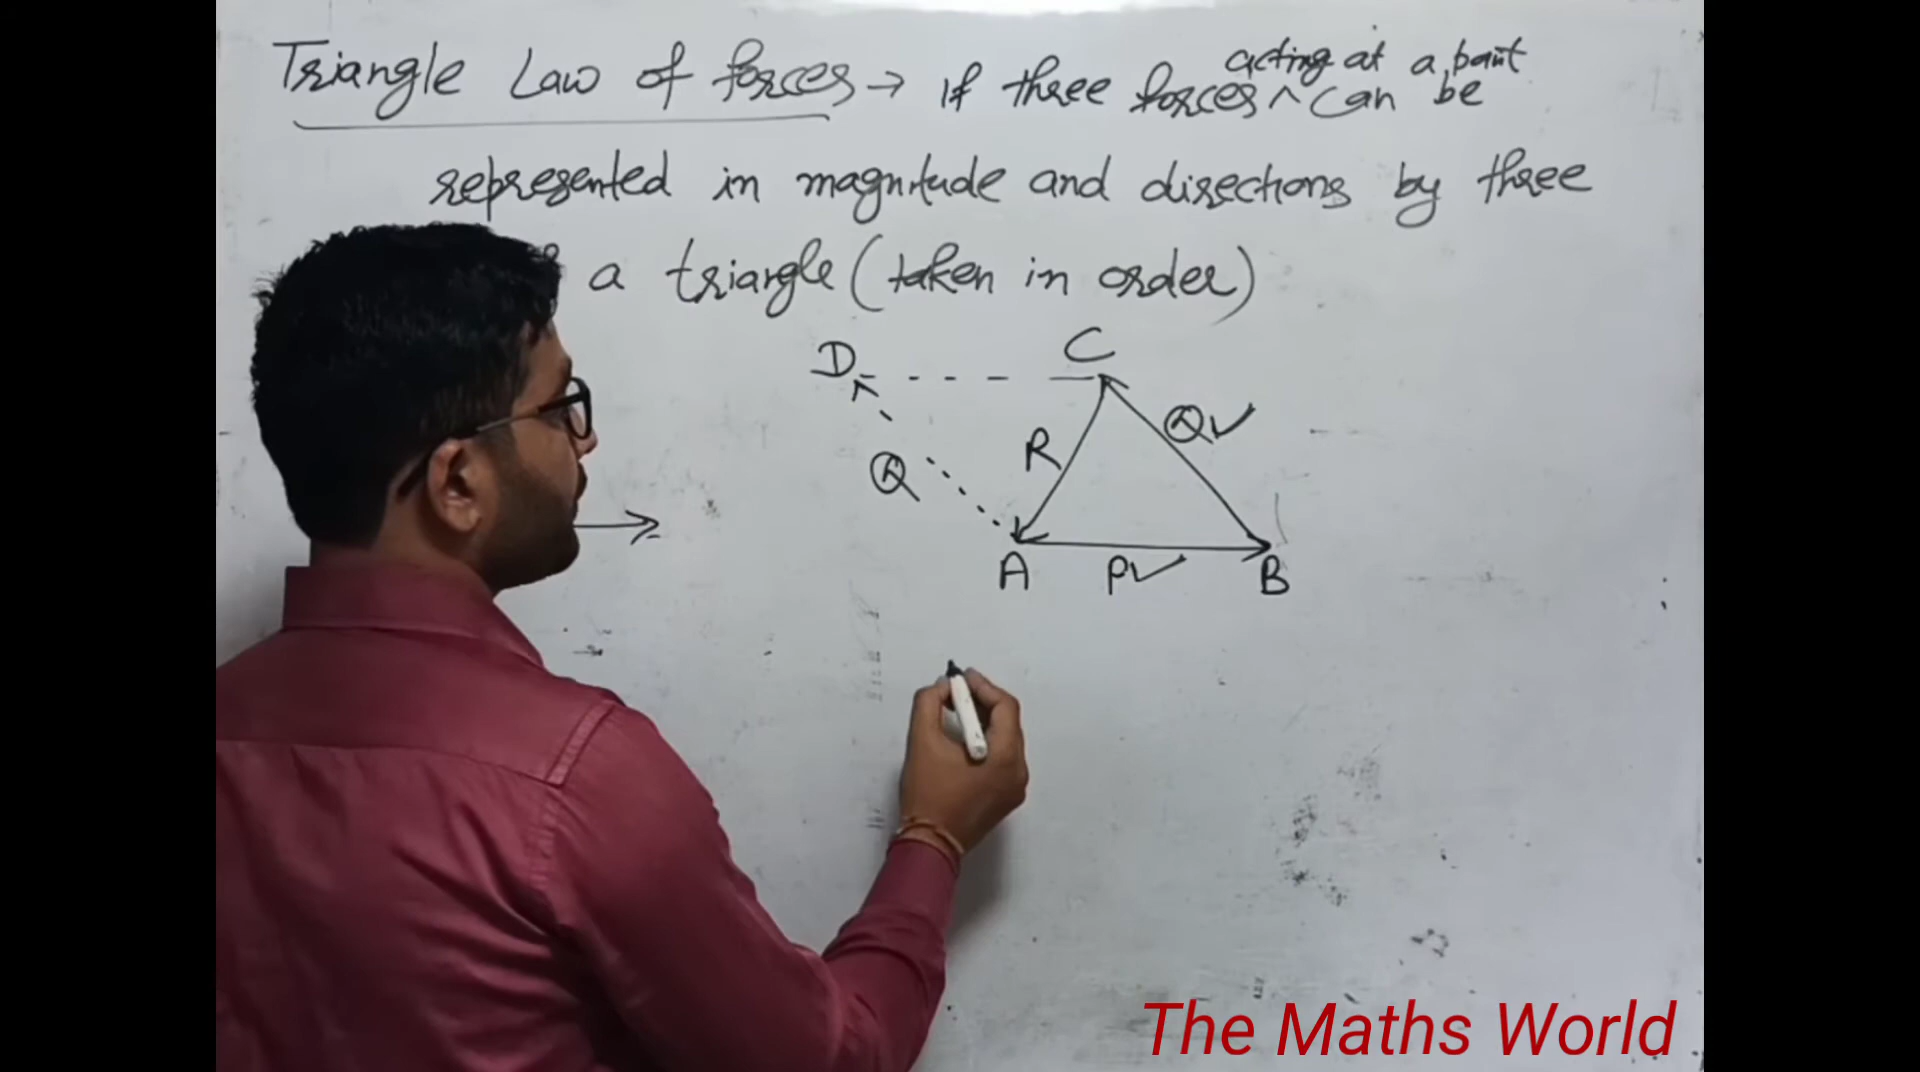 Triangle Law of forces → if three forces ^ can be
acting at a point
represented in magnitude and directions by three
a triangle (taken in order)
D C
Q
R
Q
A P B
The Maths World